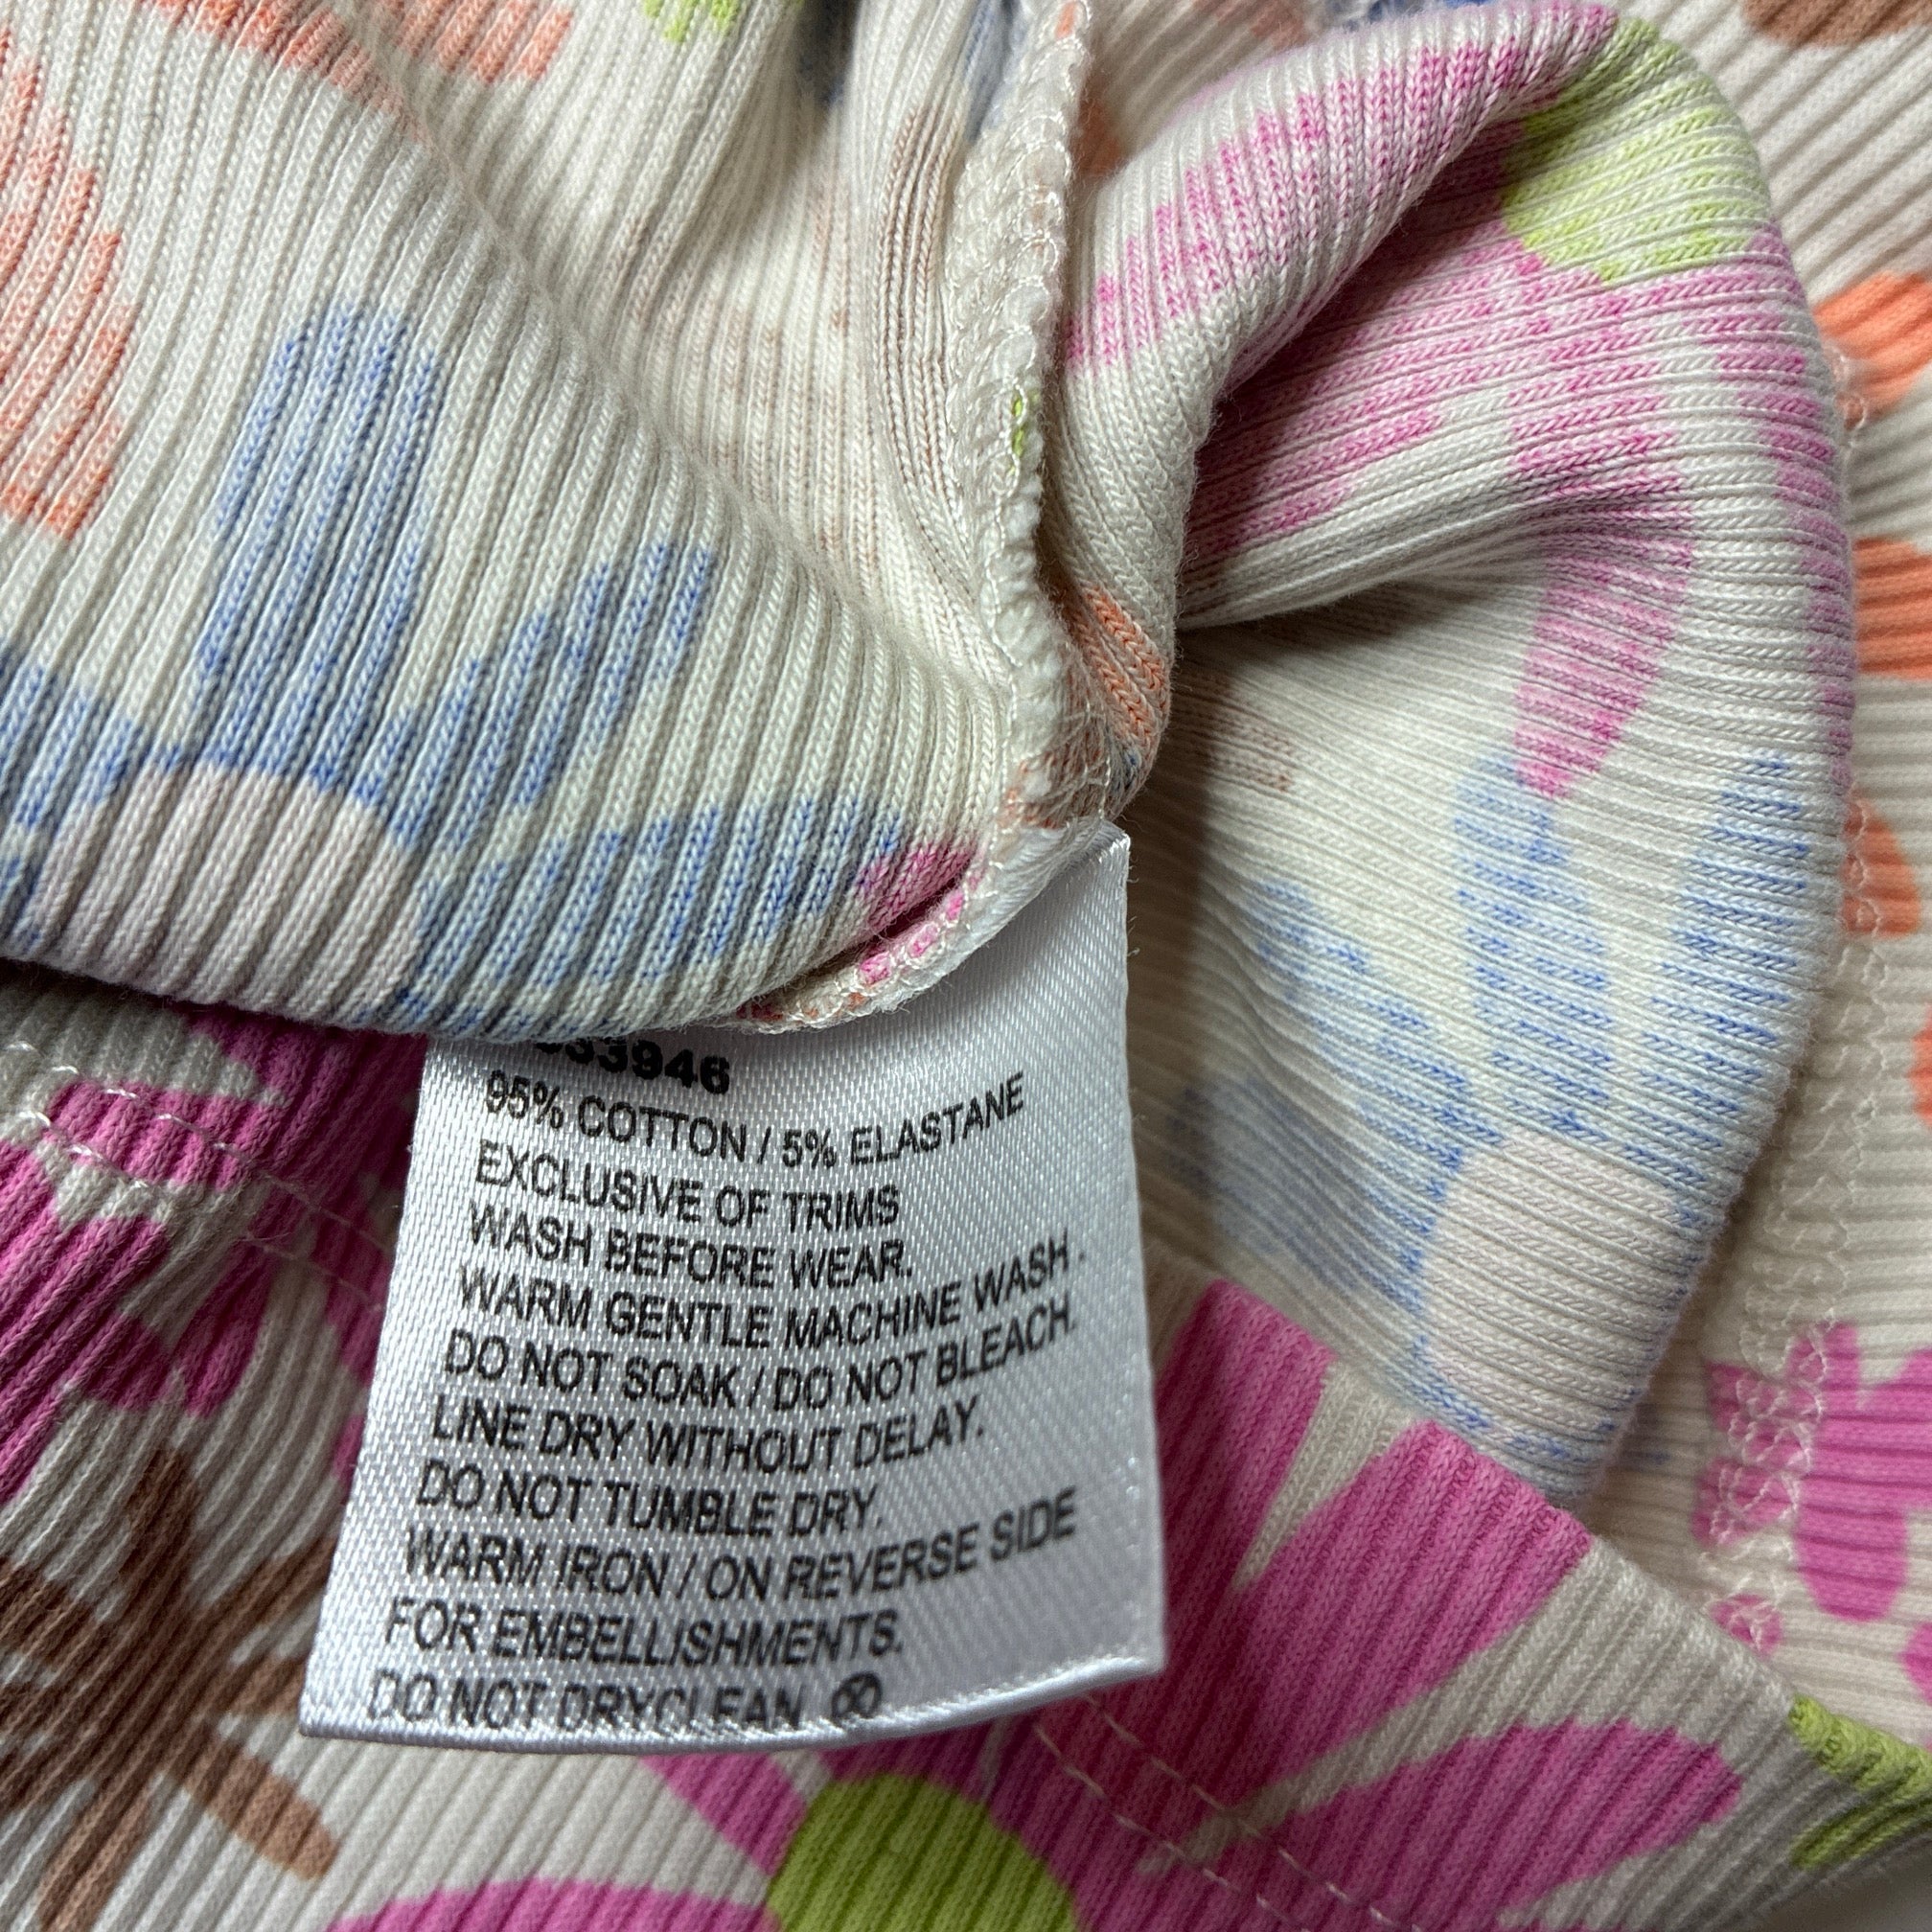 33946
95% COTTON / 5% ELASTANE
EXCLUSIVE OF TRIMS
WASH BEFORE WEAR.
WARM GENTLE MACHINE WASH .
DO NOT SOAK / DO NOT BLEACH.
LINE DRY WITHOUT DELAY.
DO NOT TUMBLE DRY.
WARM IRON / ON REVERSE SIDE
FOR EMBELLISHMENTS.
DO NOT DRYCLEAN